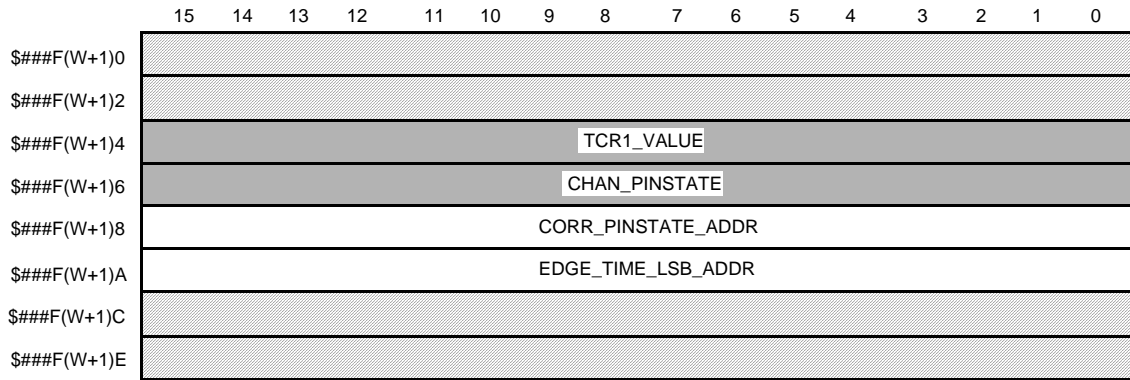 15 14 13 12 11 10 9 8 7 6 5 4 3 2 1 0
$###F(W+1)0
$###F(W+1)2
$###F(W+1)4 TCR1_VALUE
$###F(W+1)6 CHAN_PINSTATE
$###F(W+1)8 CORR_PINSTATE_ADDR
$###F(W+1)A EDGE_TIME_LSB_ADDR
$###F(W+1)C
$###F(W+1)E